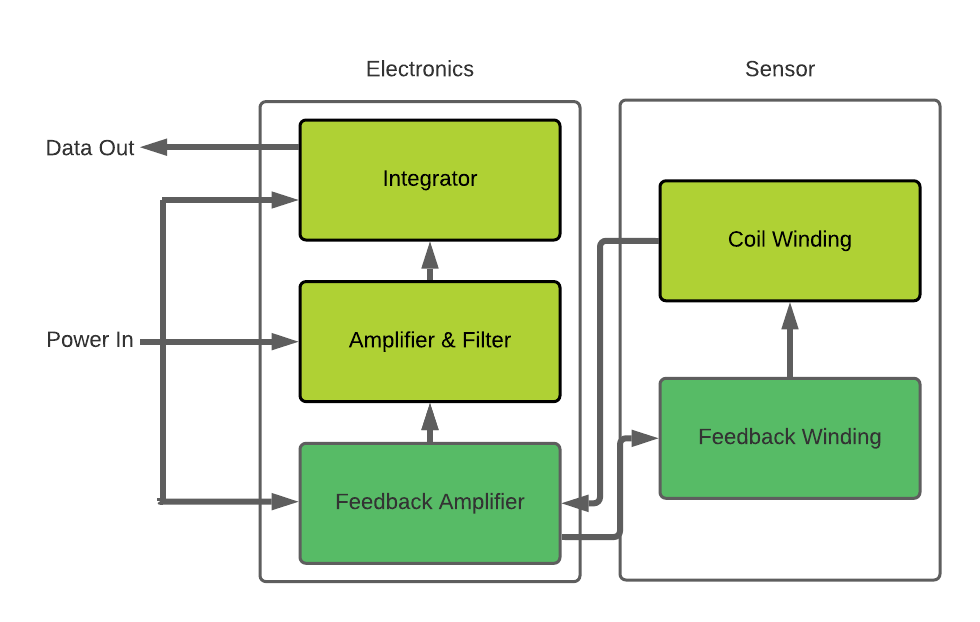 Electronics
Sensor
Data Out
Integrator
Coil Winding
Power In
Amplifier & Filter
Feedback Winding
Feedback Amplifier